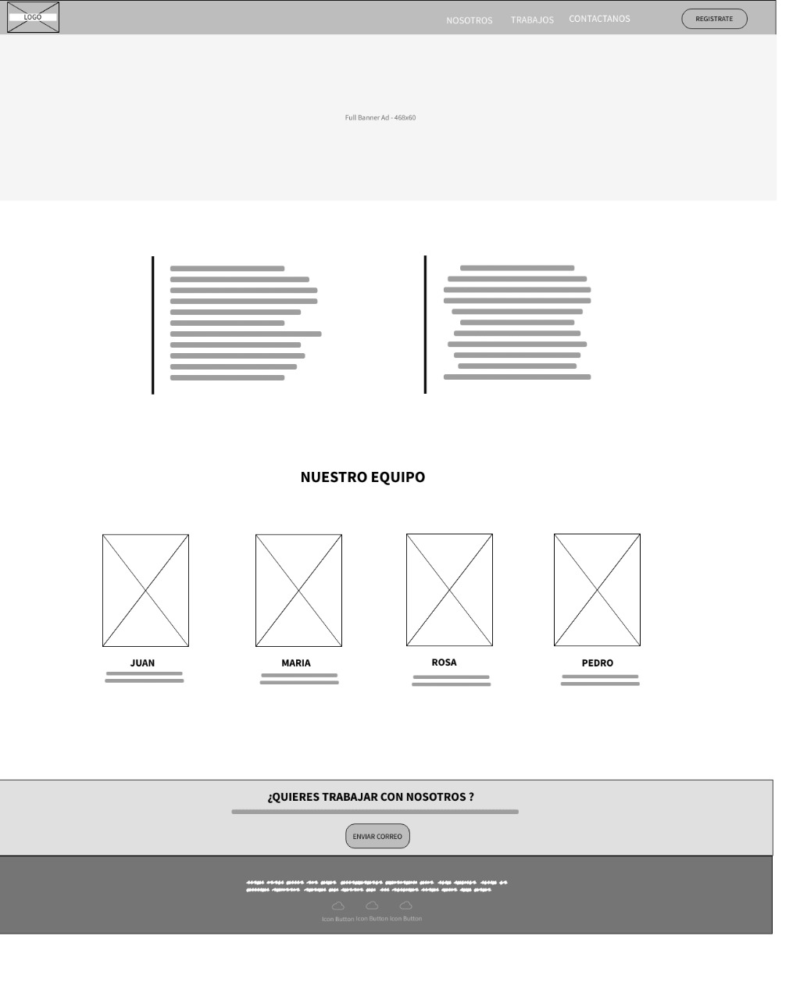 LOGO
NOSOTROS TRABAJOS CONTACTANOS REGISTRATE
Full Banner Ad - 468x60
NUESTRO EQUIPO
JUAN MARIA ROSA PEDRO
¿QUIERES TRABAJAR CON NOSOTROS ?
ENVIAR CORREO
Icon Button Icon Button Icon Button